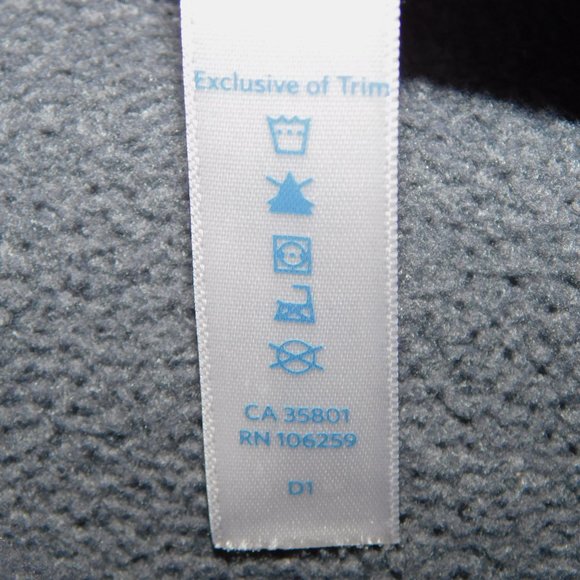 Exclusive of Trim
CA 35801
RN 106259
D1